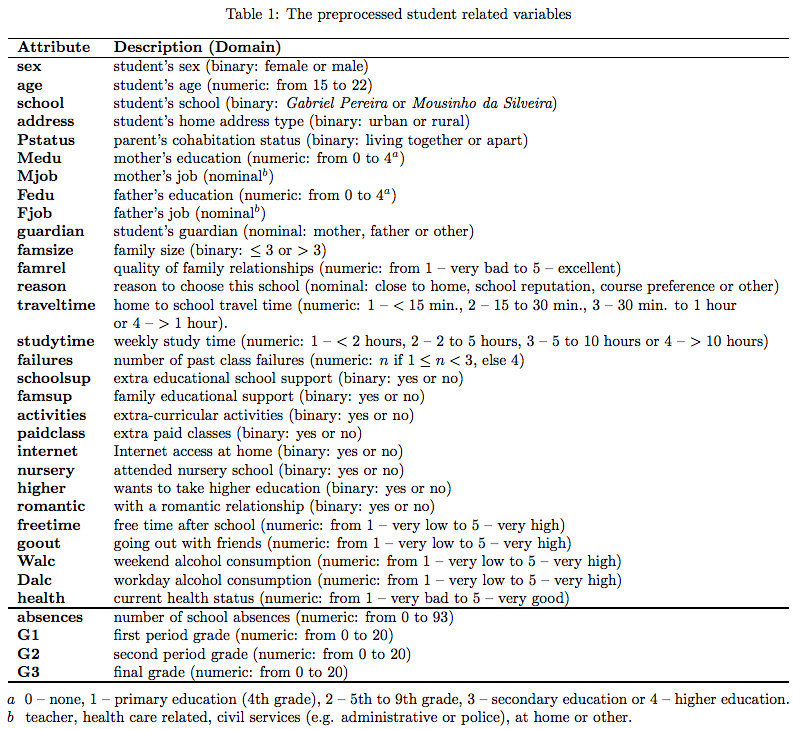 Table 1: The preprocessed student related variables
Attribute Description (Domain)
sex student's sex (binary: female or male)
age student's age (numeric: from 15 to 22)
school student's school (binary: Gabriel Pereira or Mousinho da Silveira)
address student's home address type (binary: urban or rural)
Pstatus parent's cohabitation status (binary: living together or apart)
Medu mother's education (numeric: from 0 to 4ᵃ)
Mjob mother's job (nominalᵇ)
Fedu father's education (numeric: from 0 to 4ᵃ)
Fjob father's job (nominalᵇ)
guardian student's guardian (nominal: mother, father or other)
famsize family size (binary: ≤ 3 or > 3)
famrel quality of family relationships (numeric: from 1 – very bad to 5 – excellent)
reason reason to choose this school (nominal: close to home, school reputation, course preference or other)
traveltime home to school travel time (numeric: 1 – < 15 min., 2 – 15 to 30 min., 3 – 30 min. to 1 hour
or 4 – > 1 hour).
studytime weekly study time (numeric: 1 – < 2 hours, 2 – 2 to 5 hours, 3 – 5 to 10 hours or 4 – > 10 hours)
failures number of past class failures (numeric: n if 1 ≤ n < 3, else 4)
schoolsup extra educational school support (binary: yes or no)
famsup family educational support (binary: yes or no)
activities extra-curricular activities (binary: yes or no)
paidclass extra paid classes (binary: yes or no)
internet Internet access at home (binary: yes or no)
nursery attended nursery school (binary: yes or no)
higher wants to take higher education (binary: yes or no)
romantic with a romantic relationship (binary: yes or no)
freetime free time after school (numeric: from 1 – very low to 5 – very high)
goout going out with friends (numeric: from 1 – very low to 5 – very high)
Walc weekend alcohol consumption (numeric: from 1 – very low to 5 – very high)
Dalc workday alcohol consumption (numeric: from 1 – very low to 5 – very high)
health current health status (numeric: from 1 – very bad to 5 – very good)
absences number of school absences (numeric: from 0 to 93)
G1 first period grade (numeric: from 0 to 20)
G2 second period grade (numeric: from 0 to 20)
G3 final grade (numeric: from 0 to 20)
a 0 – none, 1 – primary education (4th grade), 2 – 5th to 9th grade, 3 – secondary education or 4 – higher education.
b teacher, health care related, civil services (e.g. administrative or police), at home or other.